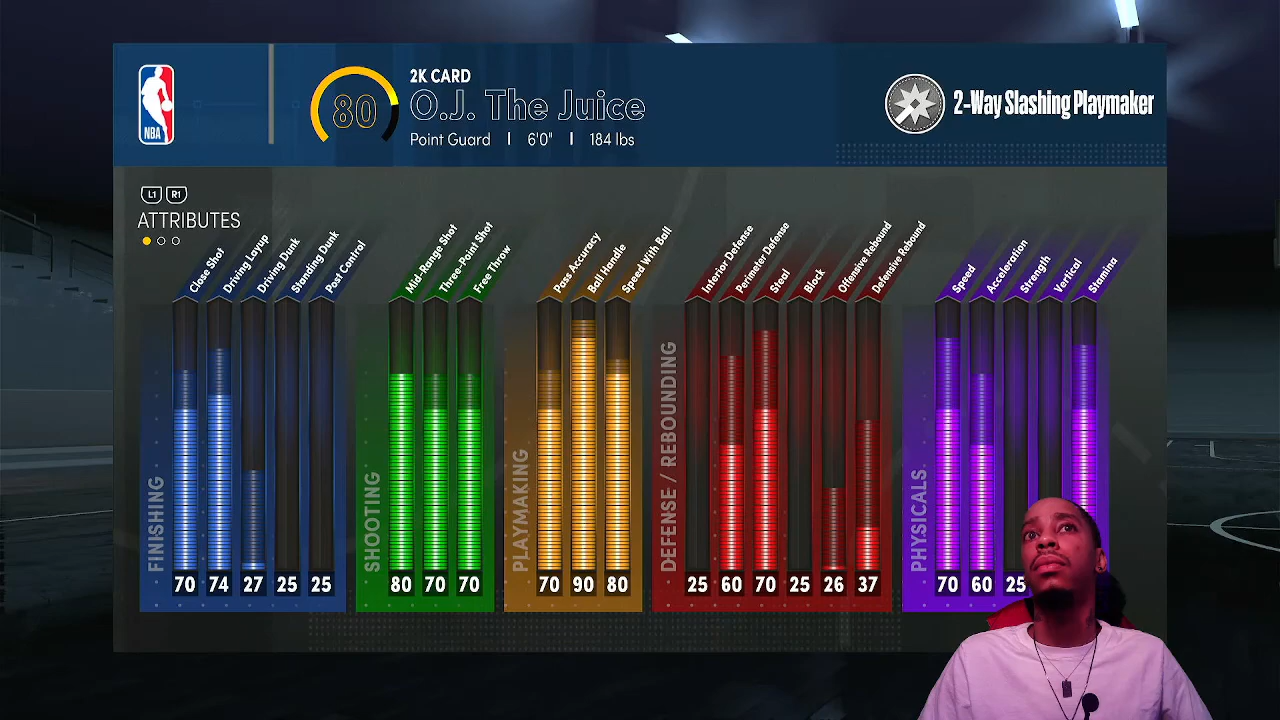 NBA
80
2K CARD
O.J. The Juice
Point Guard | 6'0" | 184 lbs
2-Way Slashing Playmaker
L1 R1
ATTRIBUTES
Close Shot
Driving Layup
Driving Dunk
Standing Dunk
Post Control
Mid-Range Shot
Three-Point Shot
Free Throw
Pass Accuracy
Ball Handle
Speed With Ball
Interior Defense
Perimeter Defense
Steal
Block
Offensive Rebound
Defensive Rebound
Speed
Acceleration
Strength
Vertical
Stamina
FINISHING
SHOOTING
PLAYMAKING
DEFENSE / REBOUNDING
PHYSICALS
70 74 27 25 25 80 70 70 70 90 80 25 60 70 25 26 37 70 60 25